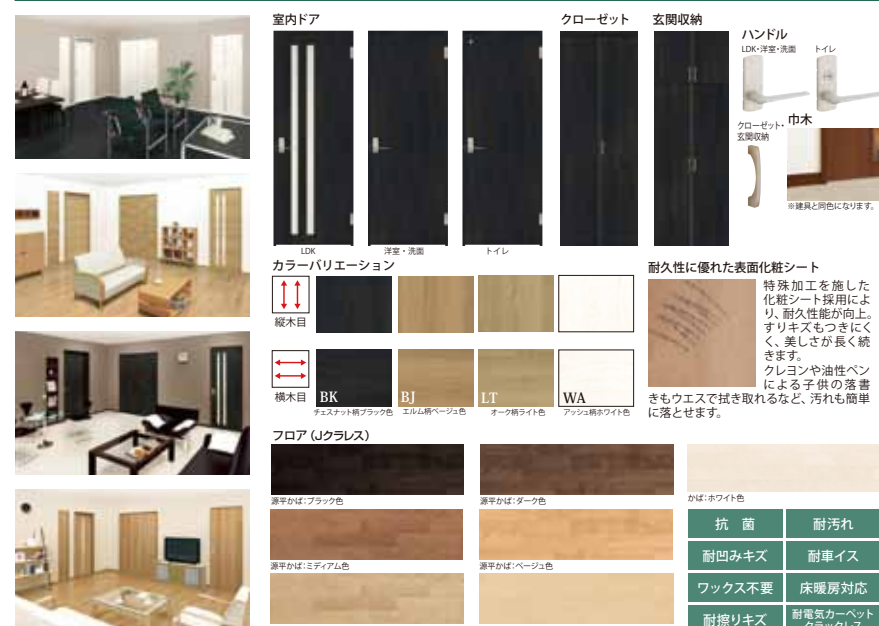 室内ドア
クローゼット
玄関収納
ハンドル
LDK・洋室・洗面
トイレ
クローゼット・
玄関収納
巾木
※建具と同色になります。
LDK
洋室・洗面
トイレ
カラーバリエーション
縦木目
横木目
BK
BJ
LT
WA
チェスナット柄ブラック色
エルム柄ベージュ色
オーク柄ライト色
アッシュ柄ホワイト色
耐久性に優れた表面化粧シート
特殊加工を施した
化粧シート採用によ
り、耐久性能が向上。
すりキズもつきにく
く、美しさが長く続
きます。
クレヨンや油性ペン
による子供の落書
きもウエスで拭き取れるなど、汚れも簡単
に落とせます。
フロア（Jクラレス）
源平かば：ブラック色
源平かば：ダーク色
かば：ホワイト色
源平かば：ミディアム色
源平かば：ベージュ色
抗　菌
耐汚れ
耐凹みキズ
耐車イス
ワックス不要
床暖房対応
耐擦りキズ
耐電気カーペット
クラックレス